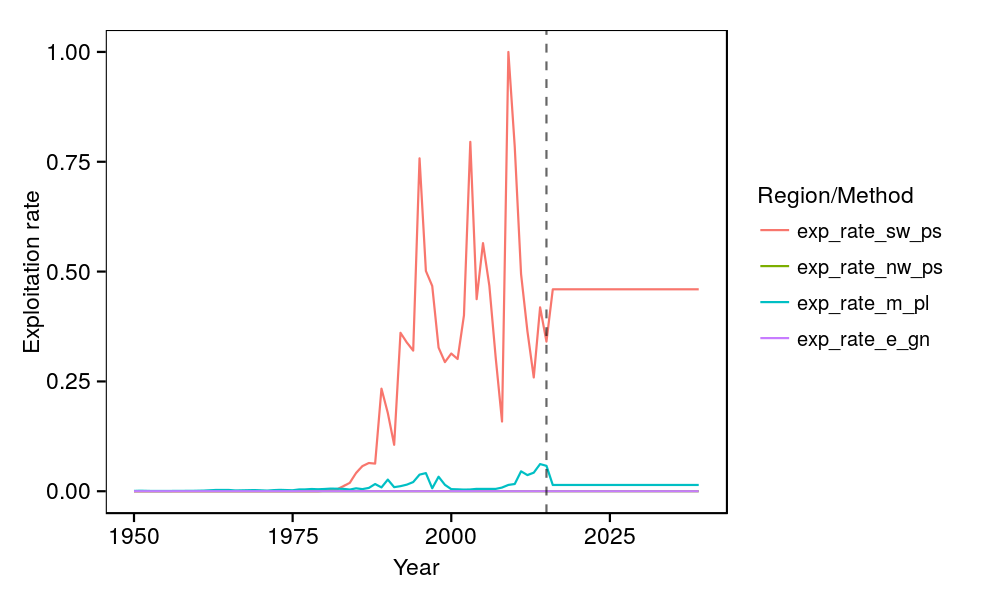 1.00
0.75
0.50
0.25
0.00
Exploitation rate
1950 1975 2000 2025
Year
Region/Method
exp_rate_sw_ps
exp_rate_nw_ps
exp_rate_m_pl
exp_rate_e_gn